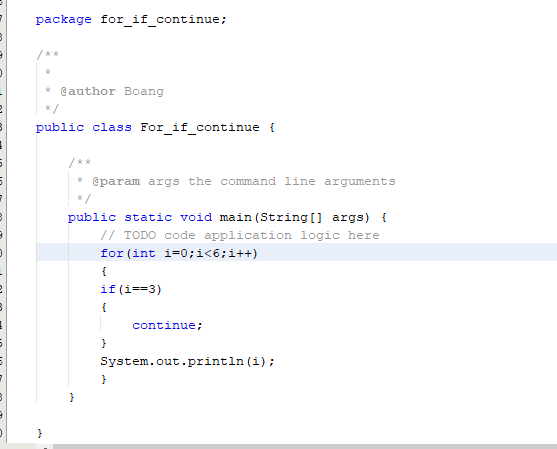 package for_if_continue;
/**
*
* @author Boang
*/
public class For_if_continue {
/**
* @param args the command line arguments
*/
public static void main(String[] args) {
// TODO code application logic here
for(int i=0;i<6;i++)
{
if(i==3)
{
continue;
}
System.out.println(i);
}
}
}